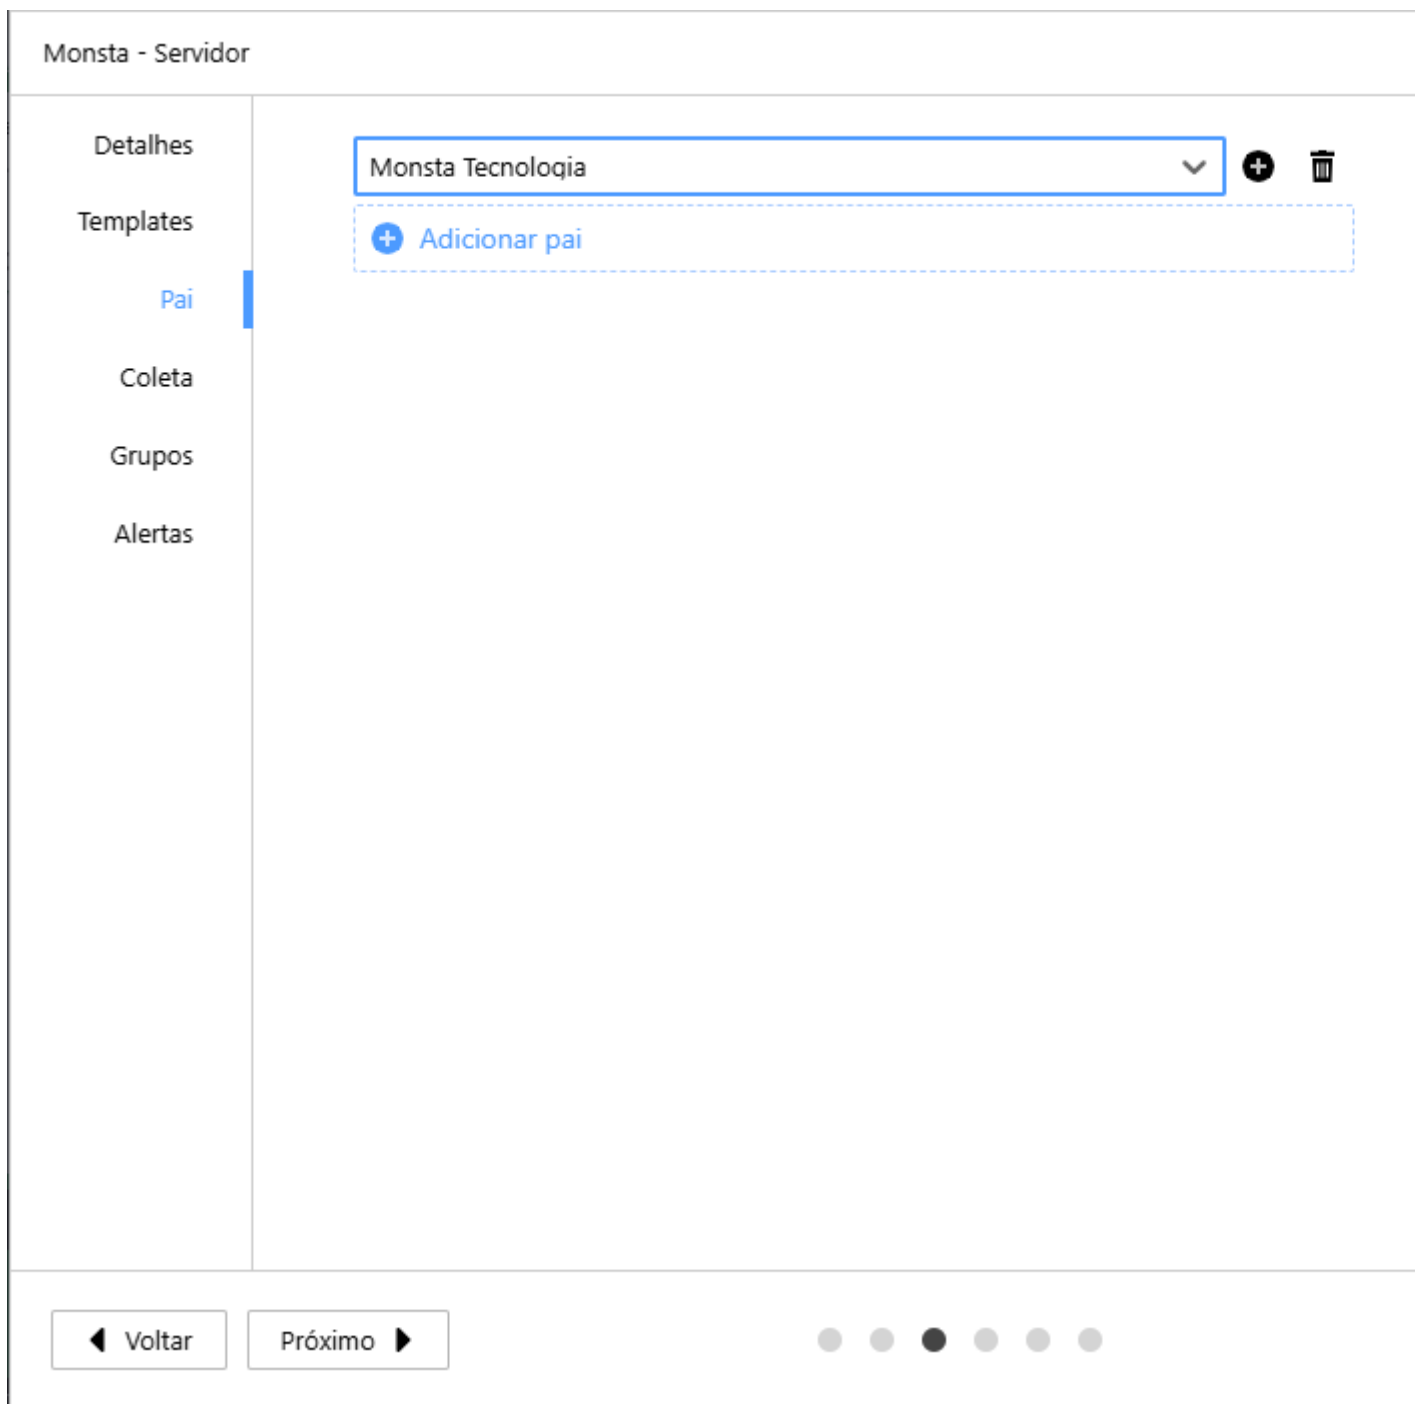 Monsta - Servidor
Detalhes
Templates
Pai
Coleta
Grupos
Alertas
Monsta Tecnologia
Adicionar pai
Voltar
Próximo